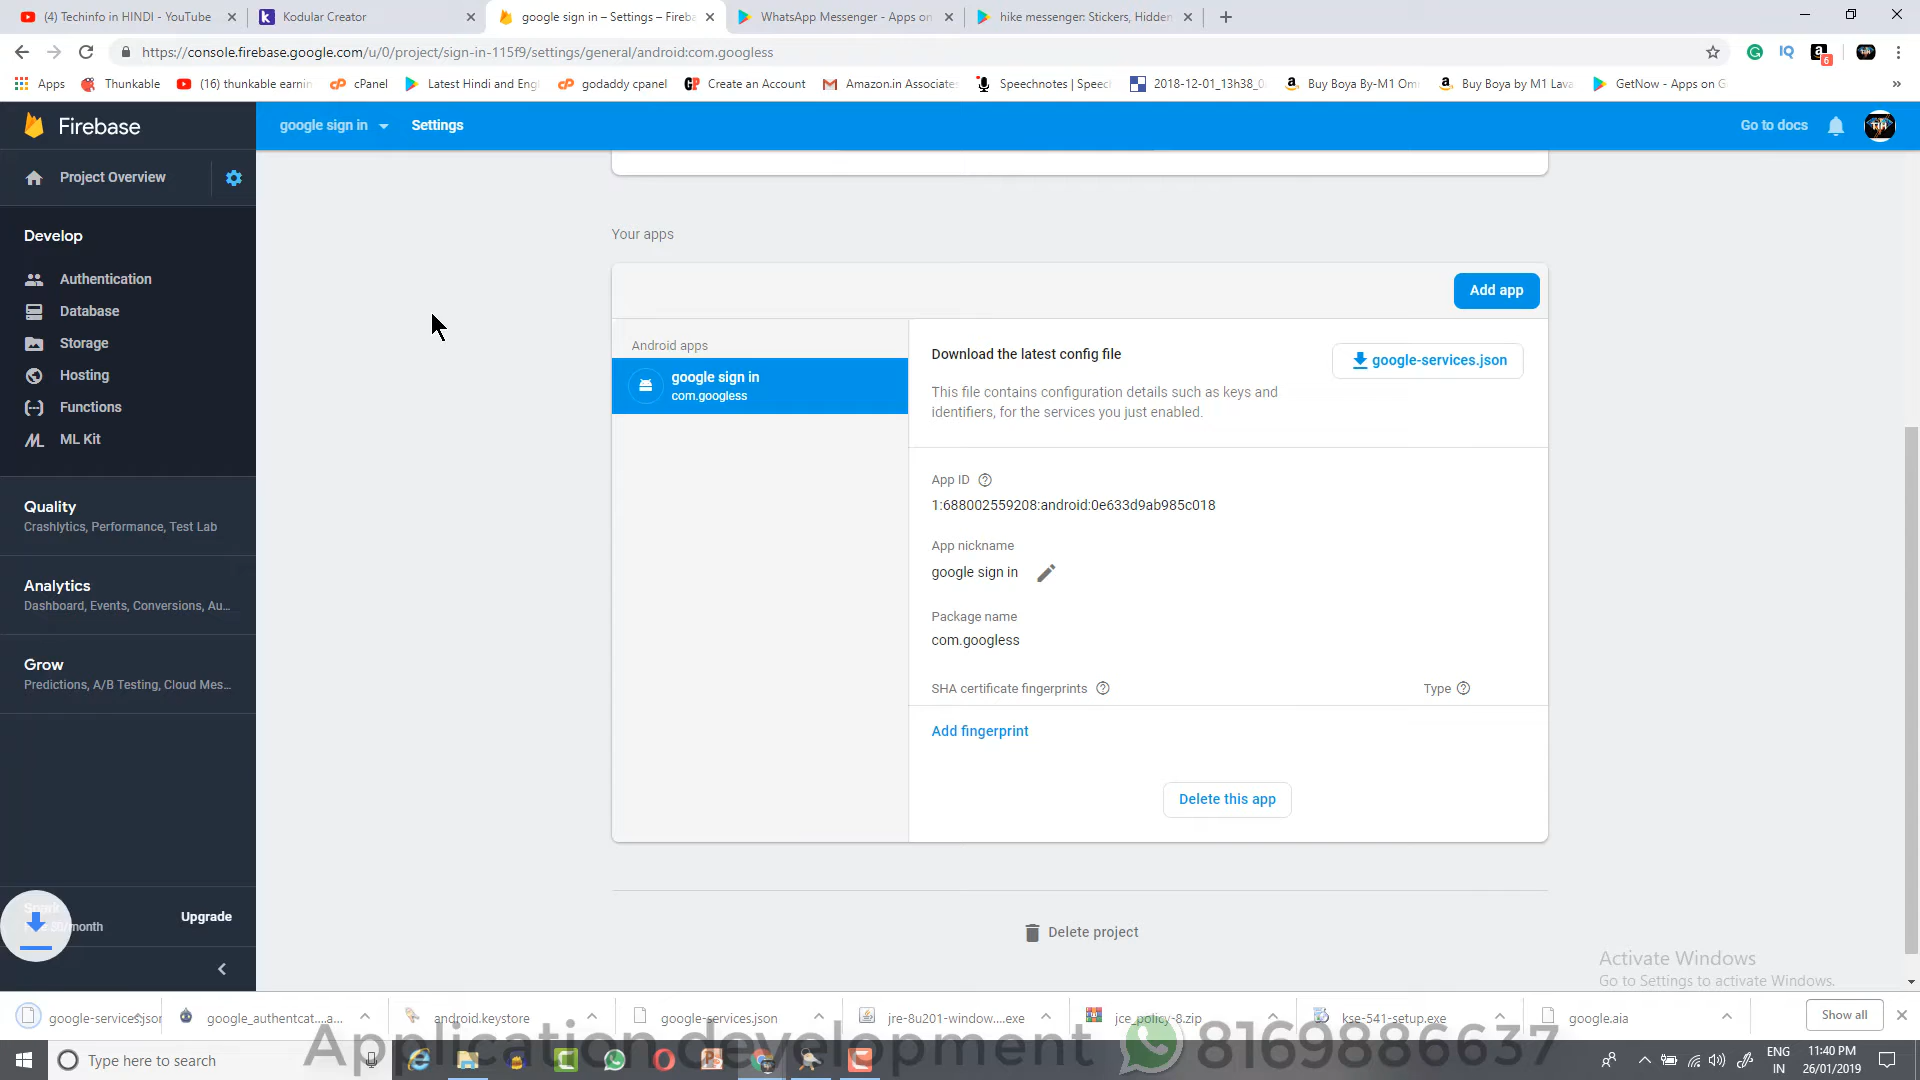 (4) Techinfo in HINDI - YouTube
Kodular Creator
google sign in – Settings – Fireba
WhatsApp Messenger - Apps on
hike messenger: Stickers, Hidden
https://console.firebase.google.com/u/0/project/sign-in-115f9/settings/general/android:com.googless
6
Apps
Thunkable
(16) thunkable earnin
cPanel
Latest Hindi and Eng
godaddy cpanel
Create an Account
Amazon.in Associate
Speechnotes | Speec
2018-12-01_13h38_0
Buy Boya By-M1 Om
Buy Boya by M1 Lava
GetNow - Apps on G
»
Firebase
google sign in
Settings
Go to docs
TIH
Project Overview
Develop
Authentication
Database
Storage
Hosting
Functions
ML Kit
Quality
Crashlytics, Performance, Test Lab
Analytics
Dashboard, Events, Conversions, Au...
Grow
Predictions, A/B Testing, Cloud Mes...
Spark
/month
Upgrade
Your apps
Add app
Android apps
google sign in
com.googless
Download the latest config file
google-services.json
This file contains configuration details such as keys and
identifiers, for the services you just enabled.
App ID
1:688002559208:android:0e633d9ab985c018
App nickname
google sign in
Package name
com.googless
SHA certificate fingerprints
Type
Add fingerprint
Delete this app
Delete project
Activate Windows
Go to Settings to activate Windows.
google-services.json
google_authentcat....a...
android.keystore
google-services.json
jre-8u201-window....exe
jce_policy-8.zip
kse-541-setup.exe
google.aia
Show all
Application development 8169886637
Type here to search
ENG
IN
11:40 PM
26/01/2019